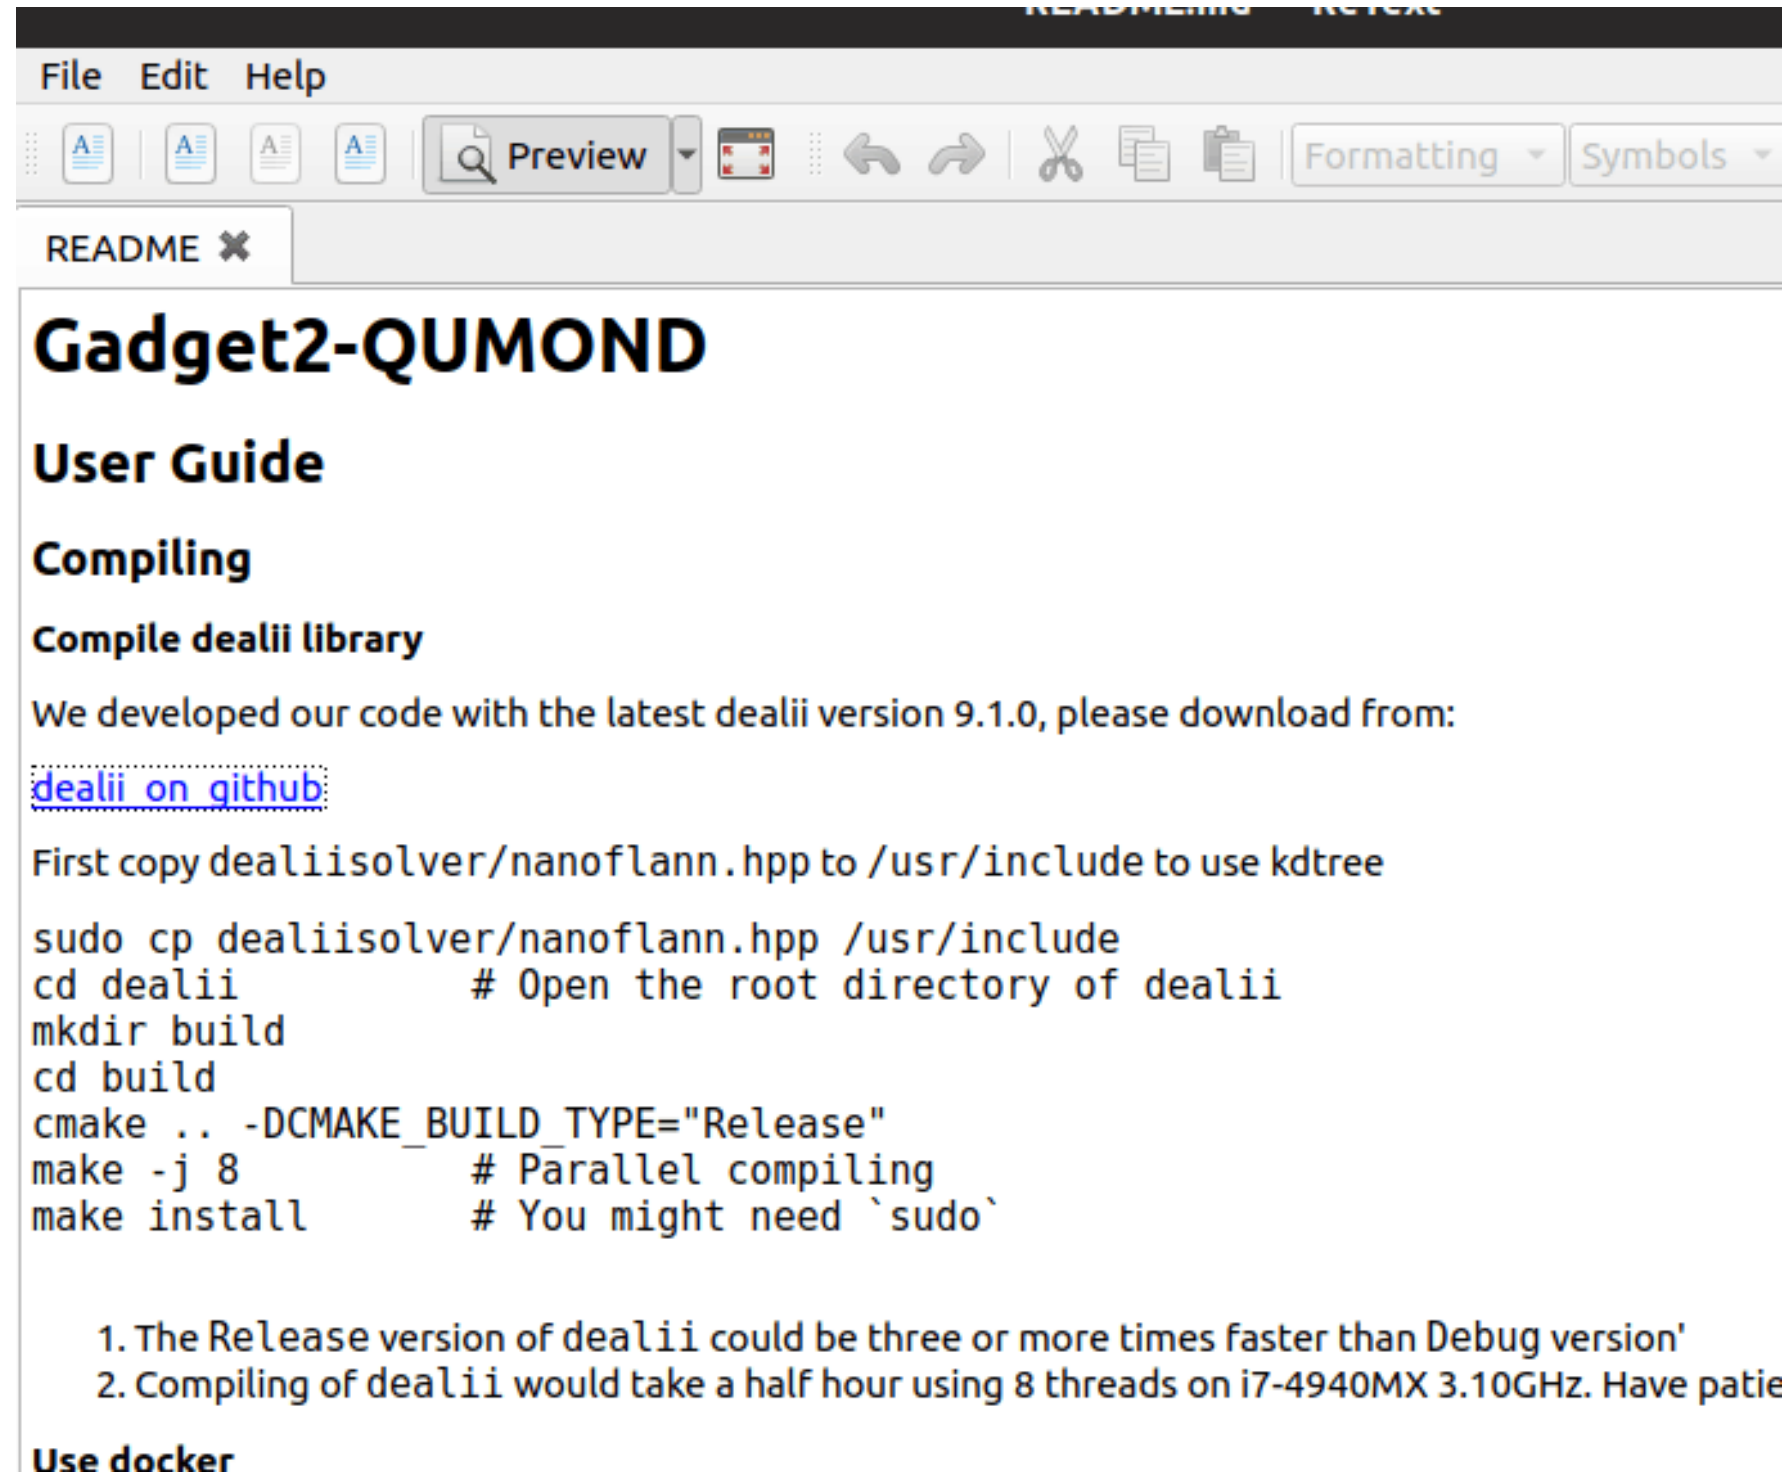 README.md ReText
File Edit Help
Preview Formatting Symbols
README
Gadget2-QUMOND
User Guide
Compiling
Compile dealii library
We developed our code with the latest dealii version 9.1.0, please download from:
dealii on github
First copy dealiisolver/nanoflann.hpp to /usr/include to use kdtree
sudo cp dealiisolver/nanoflann.hpp /usr/include
cd dealii # Open the root directory of dealii
mkdir build
cd build
cmake .. -DCMAKE_BUILD_TYPE="Release"
make -j 8 # Parallel compiling
make install # You might need `sudo`
1. The Release version of dealii could be three or more times faster than Debug version'
2. Compiling of dealii would take a half hour using 8 threads on i7-4940MX 3.10GHz. Have patie
Use docker